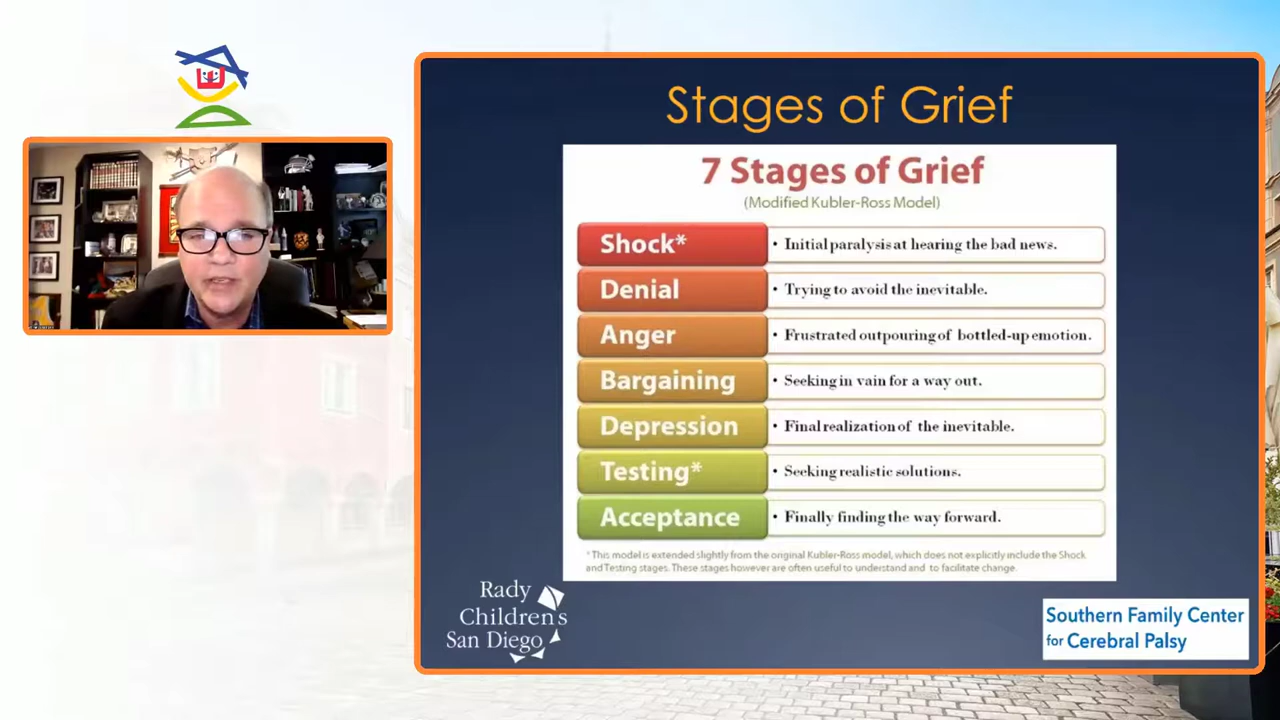 Stages of Grief
7 Stages of Grief
(Modified Kubler-Ross Model)
Shock*
• Initial paralysis at hearing the bad news.
Denial
• Trying to avoid the inevitable.
Anger
• Frustrated outpouring of bottled-up emotion.
Bargaining
• Seeking in vain for a way out.
Depression
• Final realization of the inevitable.
Testing*
• Seeking realistic solutions.
Acceptance
• Finally finding the way forward.
* This model is extended slightly from the original Kubler-Ross model, which does not explicitly include the Shock
and Testing stages. These stages however are often useful to understand and to facilitate change.
Rady
Children's
San Diego
Southern Family Center
for Cerebral Palsy